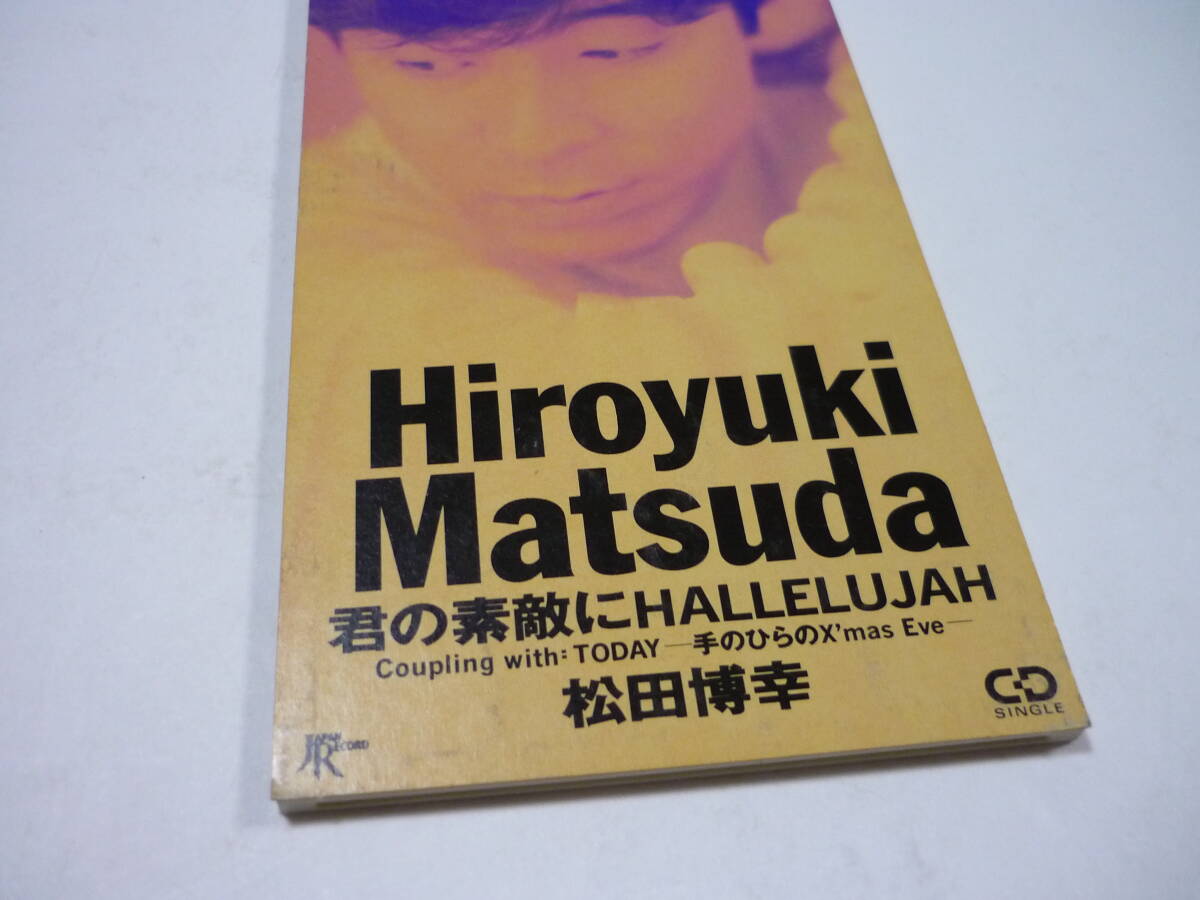 Hiroyuki
Matsuda
君の素敵にHALLELUJAH
Coupling with: TODAY—手のひらのX'mas Eve—
松田博幸
CD
SINGLE
JAPAN
RECORD